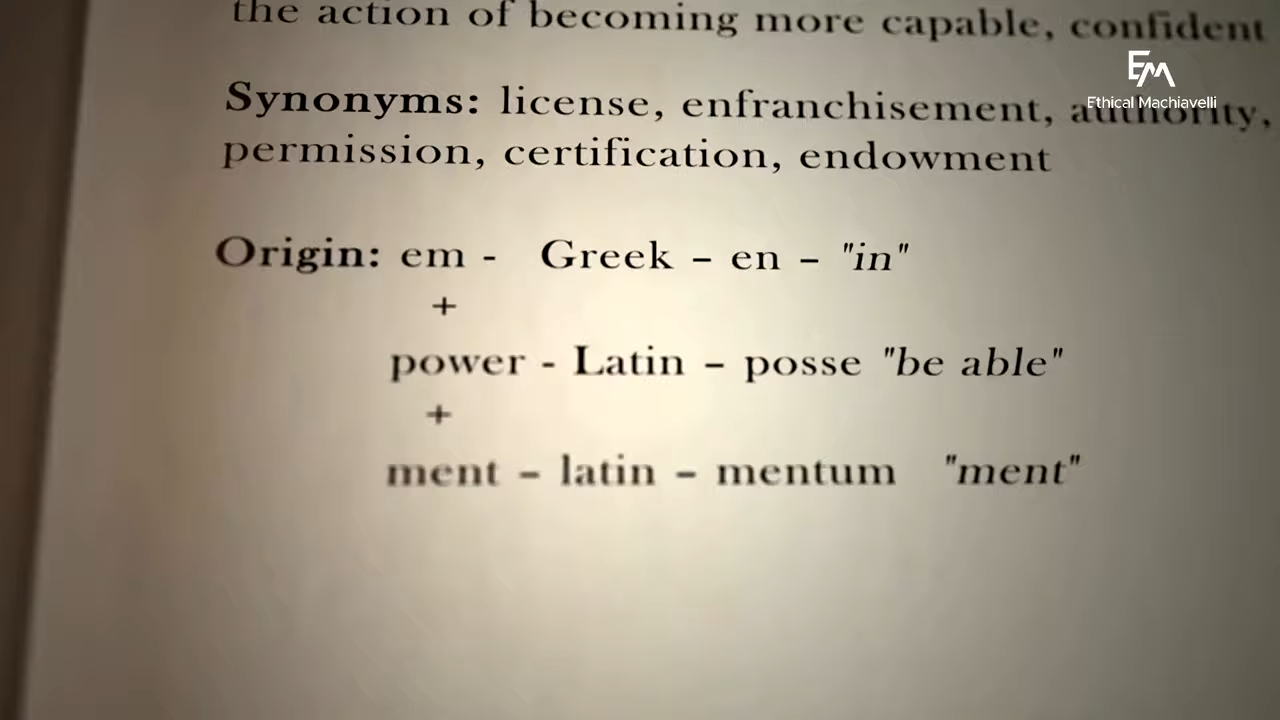 the action of becoming more capable, confident
EM
Ethical Machiavelli
Synonyms: license, enfranchisement, authority,
permission, certification, endowment
Origin: em - Greek – en – "in"
+
power - Latin – posse "be able"
+
ment – latin – mentum "ment"